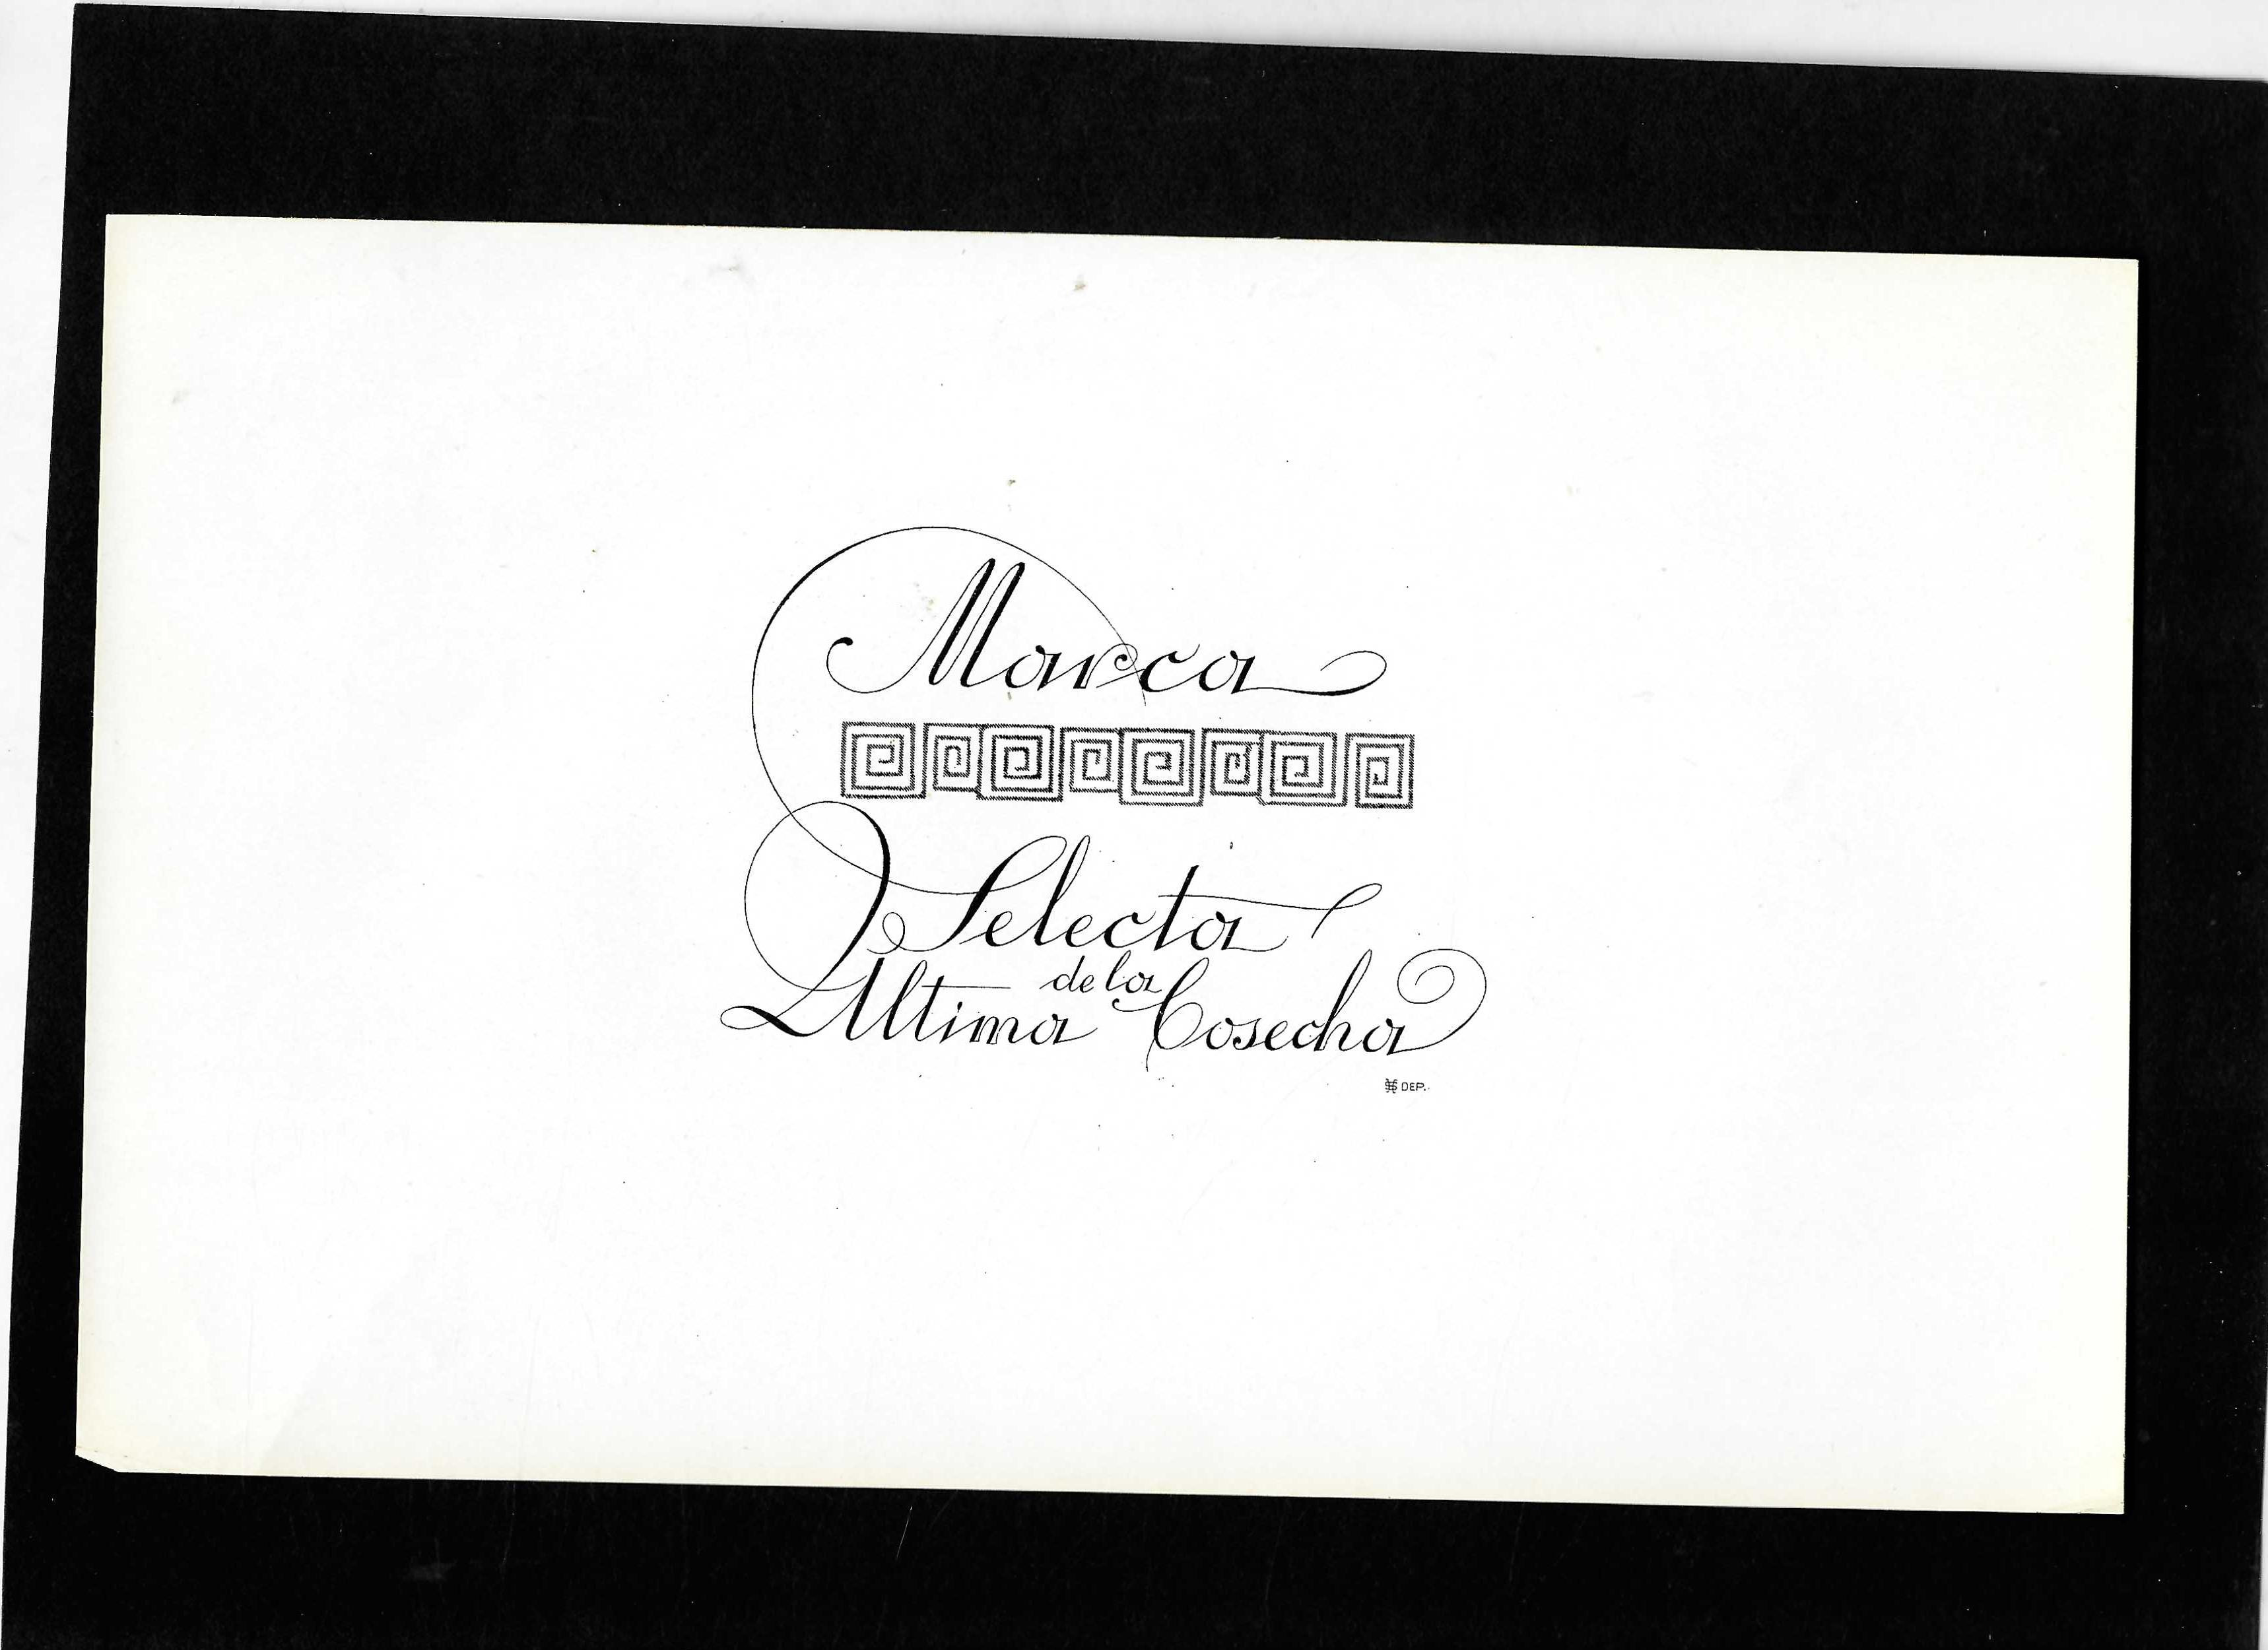 Marca
Selecta
de la
Ultima Cosecha
DEP.